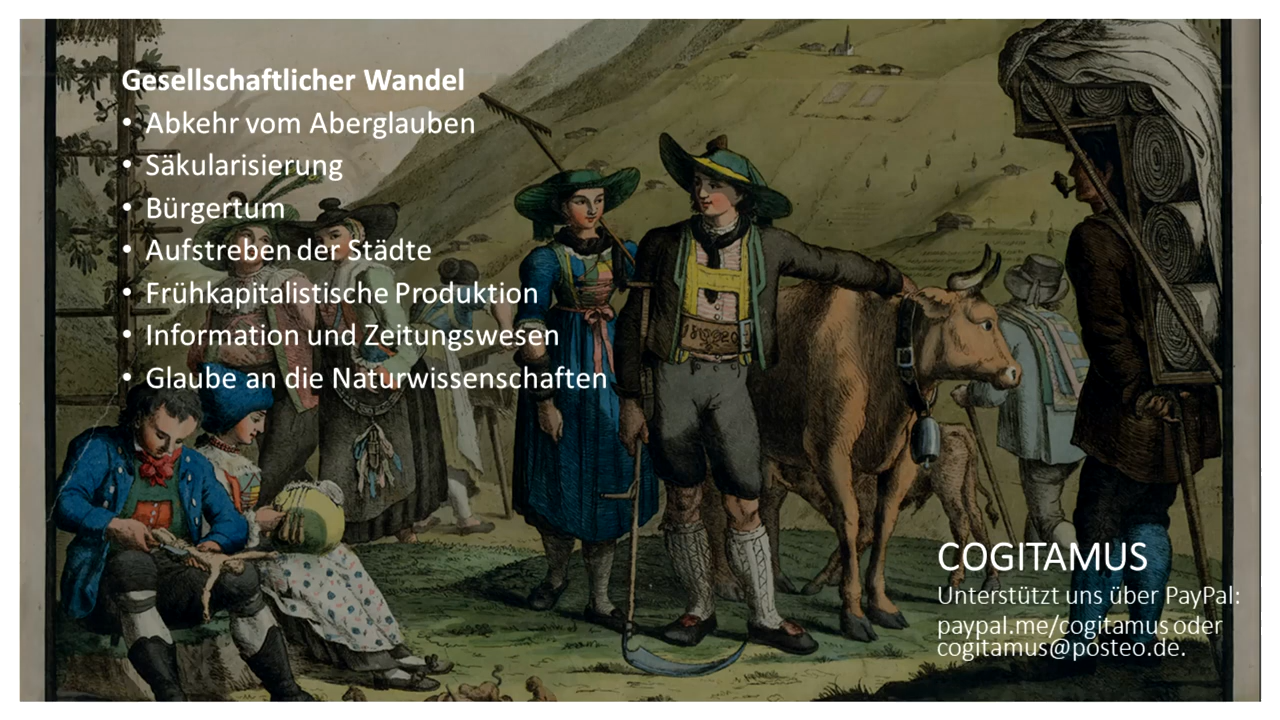 Gesellschaftlicher Wandel
• Abkehr vom Aberglauben
• Säkularisierung
• Bürgertum
• Aufstreben der Städte
• Frühkapitalistische Produktion
• Information und Zeitungswesen
• Glaube an die Naturwissenschaften
COGITAMUS
Unterstützt uns über PayPal:
paypal.me/cogitamus oder
cogitamus@posteo.de.